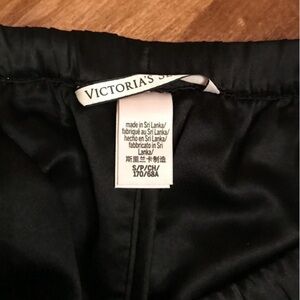 VICTORIA'S
made in Sri Lanka/
fabriqué au Sri Lanka/
hecho en Sri Lanka/
fabbricato in Sri
Lanka/
斯里兰卡制造
S/P/CH/
170/68A